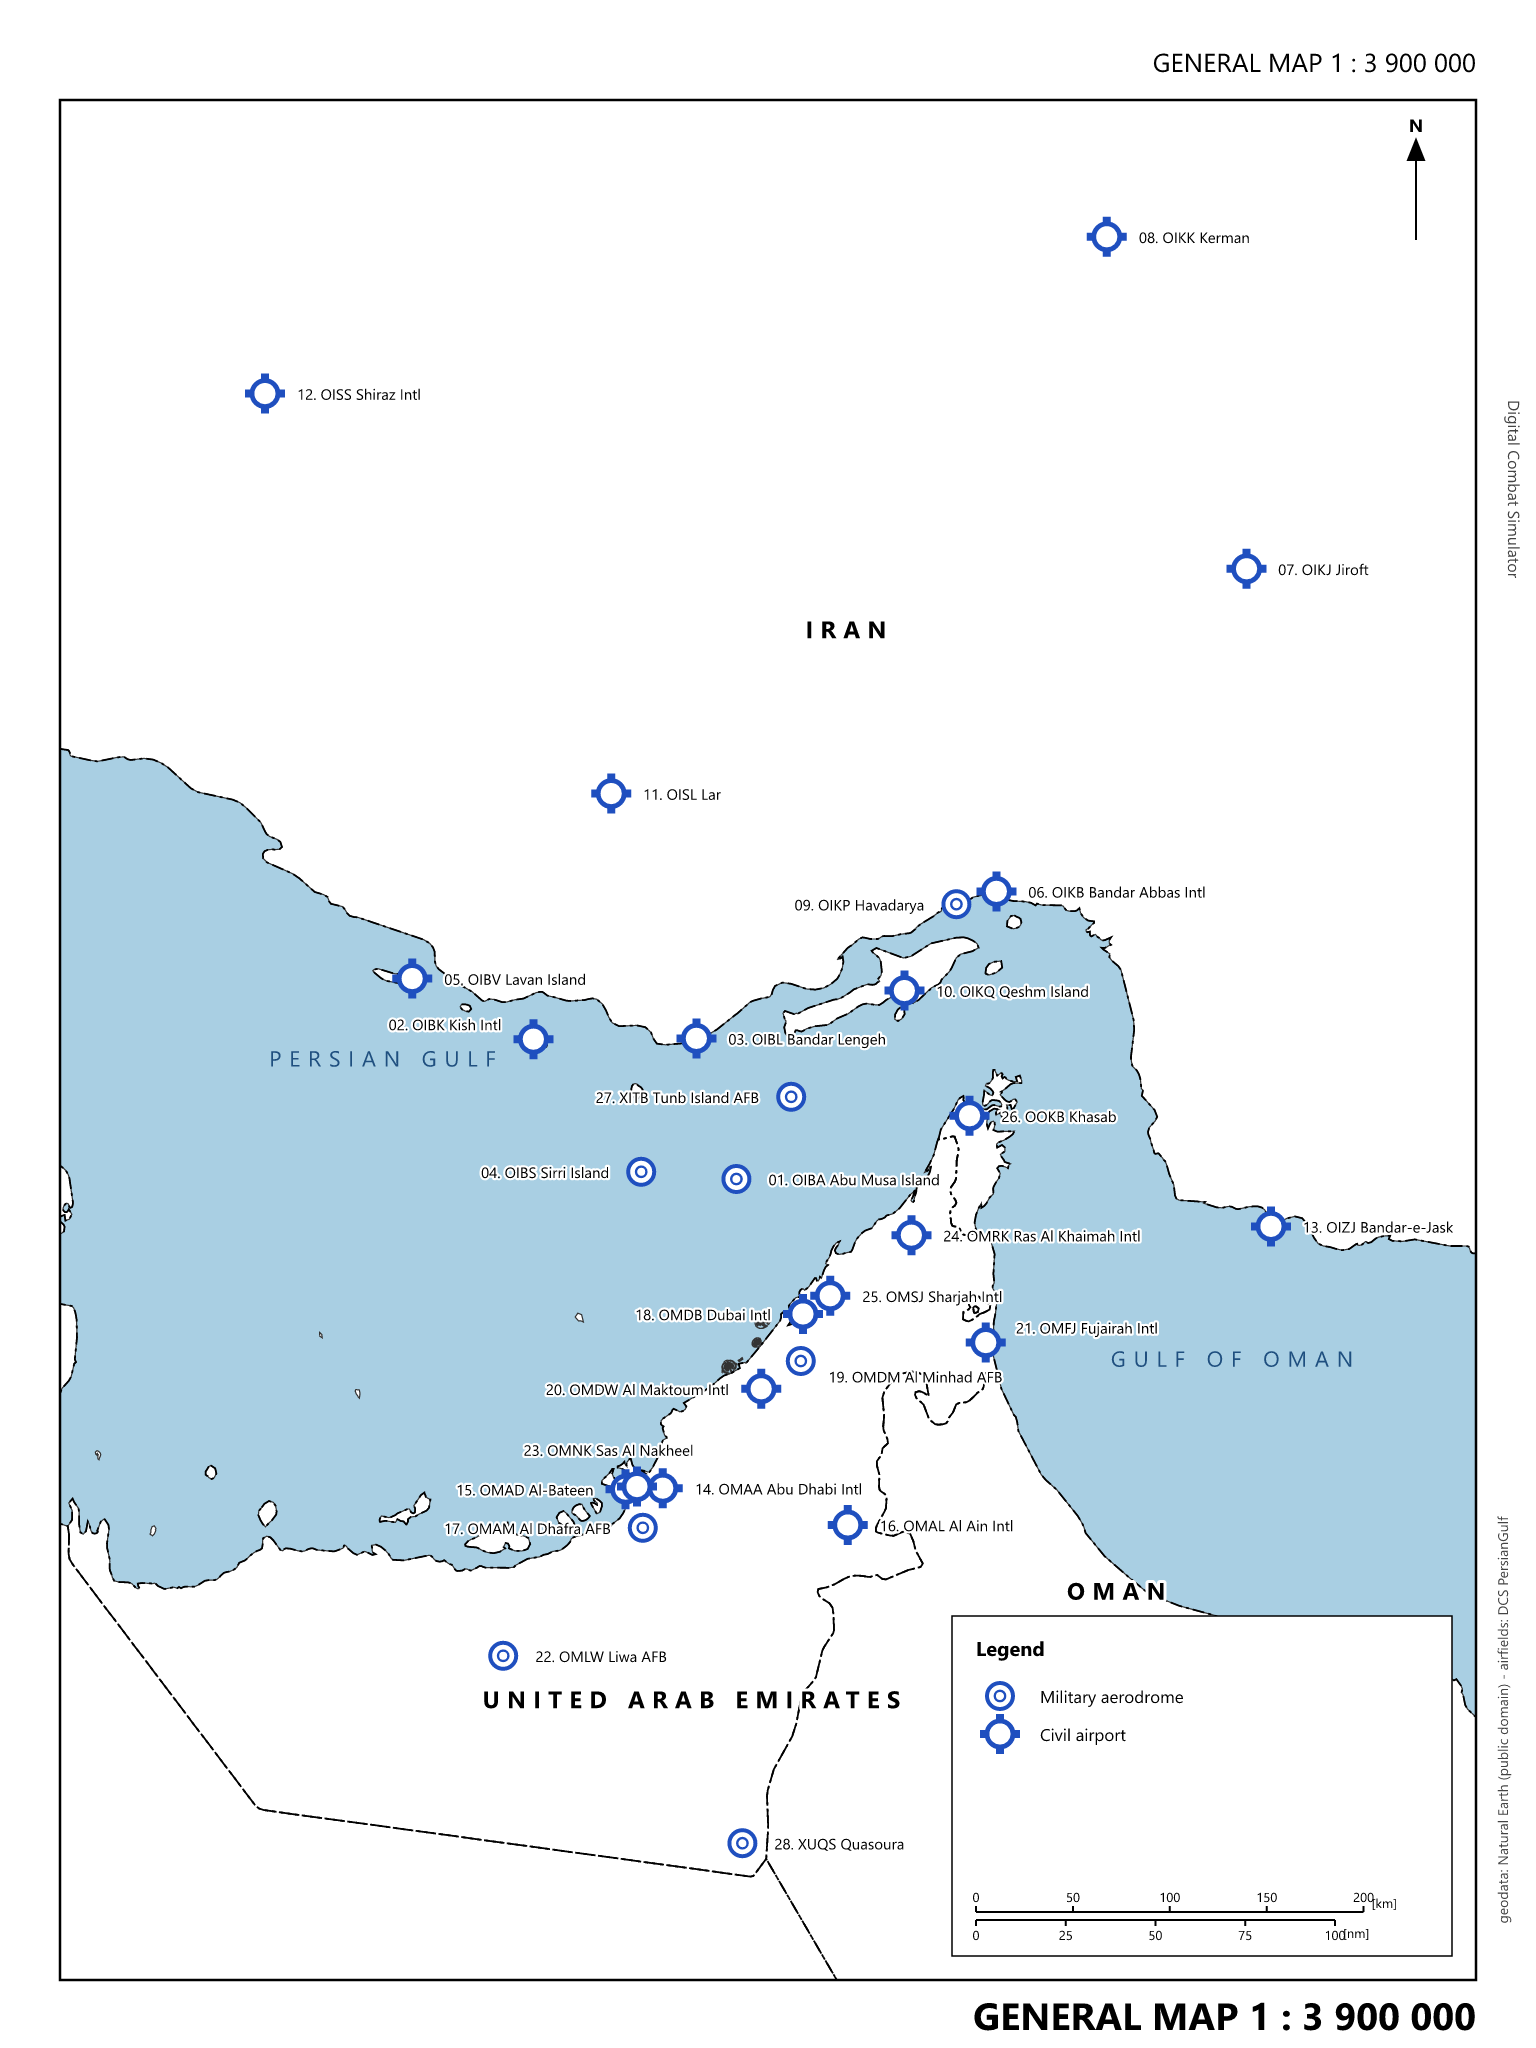 GENERAL MAP 1 : 3 900 000
N
08. OIKK Kerman
12. OISS Shiraz Intl
Digital Combat Simulator
07. OIKJ Jiroft
IRAN
11. OISL Lar
06. OIKB Bandar Abbas Intl
09. OIKP Havadarya
05. OIBV Lavan Island
10. OIKQ Qeshm Island
02. OIBK Kish Intl
03. OIBL Bandar Lengeh
PERSIAN GULF
27. XITB Tunb Island AFB
26. OOKB Khasab
04. OIBS Sirri Island
01. OIBA Abu Musa Island
13. OIZJ Bandar-e-Jask
24. OMRK Ras Al Khaimah Intl
25. OMSJ Sharjah Intl
18. OMDB Dubai Intl
21. OMFJ Fujairah Intl
GULF OF OMAN
19. OMDM Al Minhad AFB
20. OMDW Al Maktoum Intl
23. OMNK Sas Al Nakheel
15. OMAD Al-Bateen
14. OMAA Abu Dhabi Intl
17. OMAM Al Dhafra AFB
16. OMAL Al Ain Intl
OMAN
geodata: Natural Earth (public domain) - airfields: DCS PersianGulf
22. OMLW Liwa AFB
UNITED ARAB EMIRATES
28. XUQS Quasoura
Legend
Military aerodrome
Civil airport
0 50 100 150 200 [km]
0 25 50 75 100 [nm]
GENERAL MAP 1 : 3 900 000